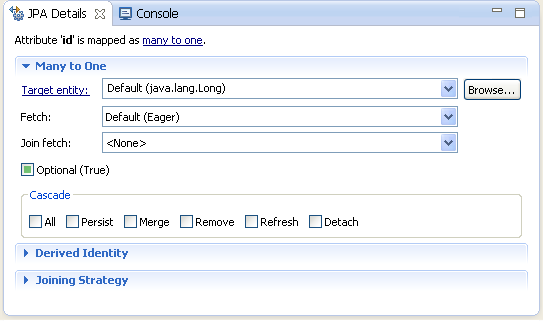 JPA Details Console
Attribute 'id' is mapped as many to one.
Many to One
Target entity: Default (java.lang.Long) Browse...
Fetch: Default (Eager)
Join fetch: <None>
Optional (True)
Cascade
All Persist Merge Remove Refresh Detach
Derived Identity
Joining Strategy